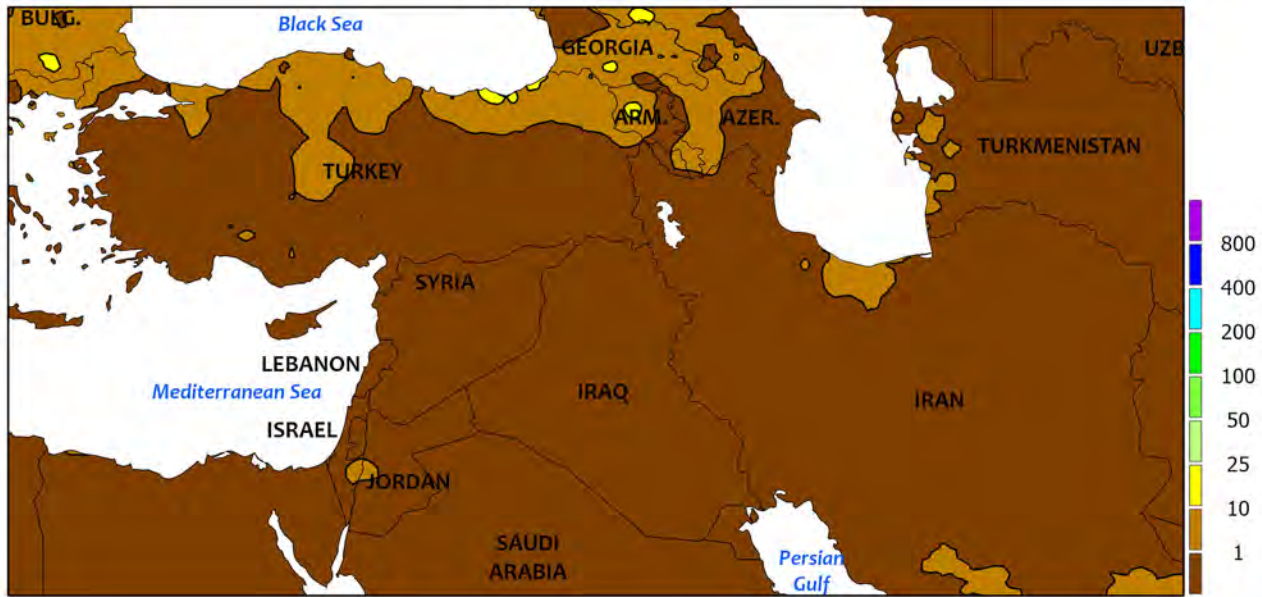 BULG.
Black Sea
GEORGIA
UZB
ARM.
AZER.
TURKMENISTAN
TURKEY
SYRIA
LEBANON
Mediterranean Sea
IRAQ
IRAN
ISRAEL
JORDAN
SAUDI
ARABIA
Persian
Gulf
800
400
200
100
50
25
10
1